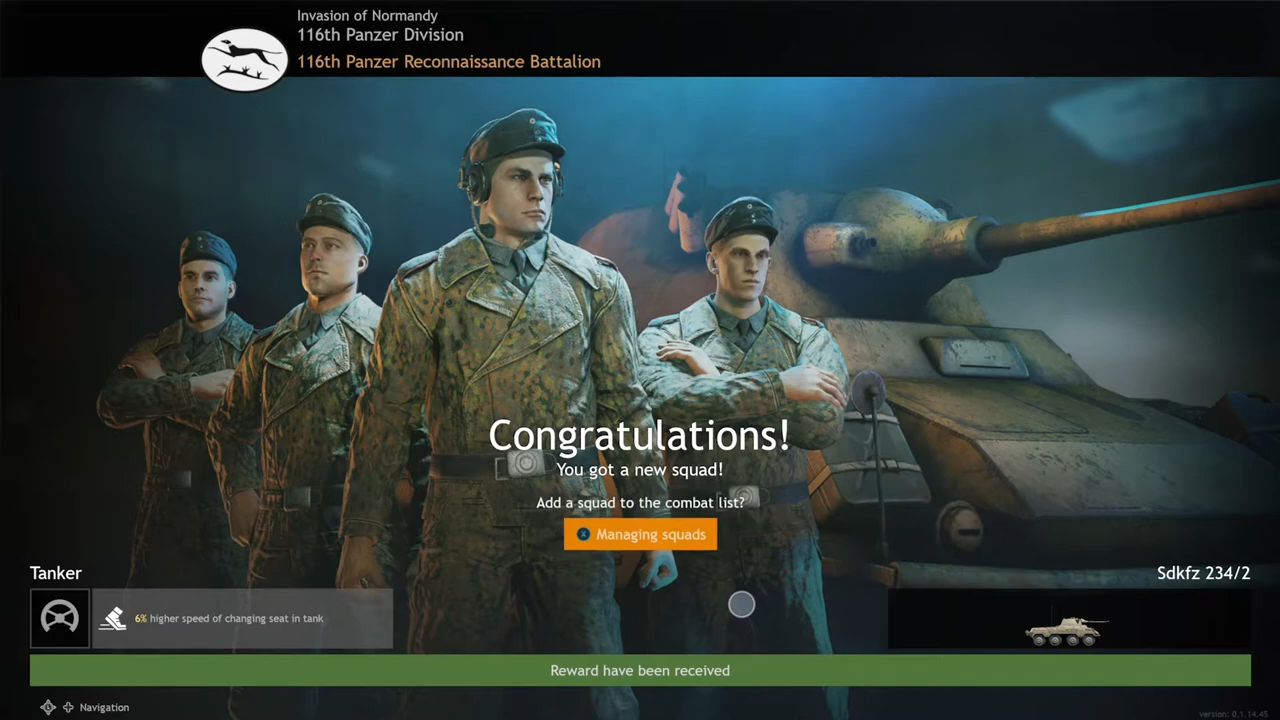 Invasion of Normandy
116th Panzer Division
116th Panzer Reconnaissance Battalion
Congratulations!
You got a new squad!
Add a squad to the combat list?
X Managing squads
Tanker
Sdkfz 234/2
6% higher speed of changing seat in tank
Reward have been received
L Navigation
version: 0.1.14.45